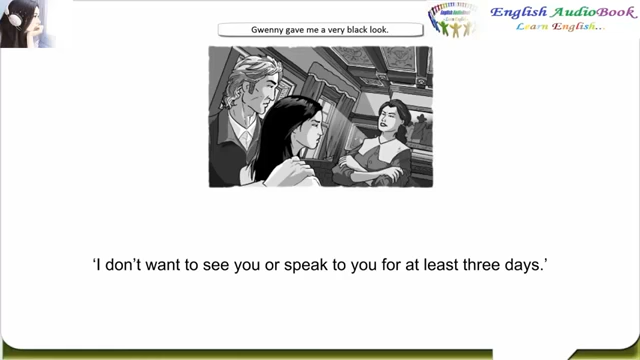 Gwenny gave me a very black look.
English AudioBook
Learn English...
'I don't want to see you or speak to you for at least three days.'